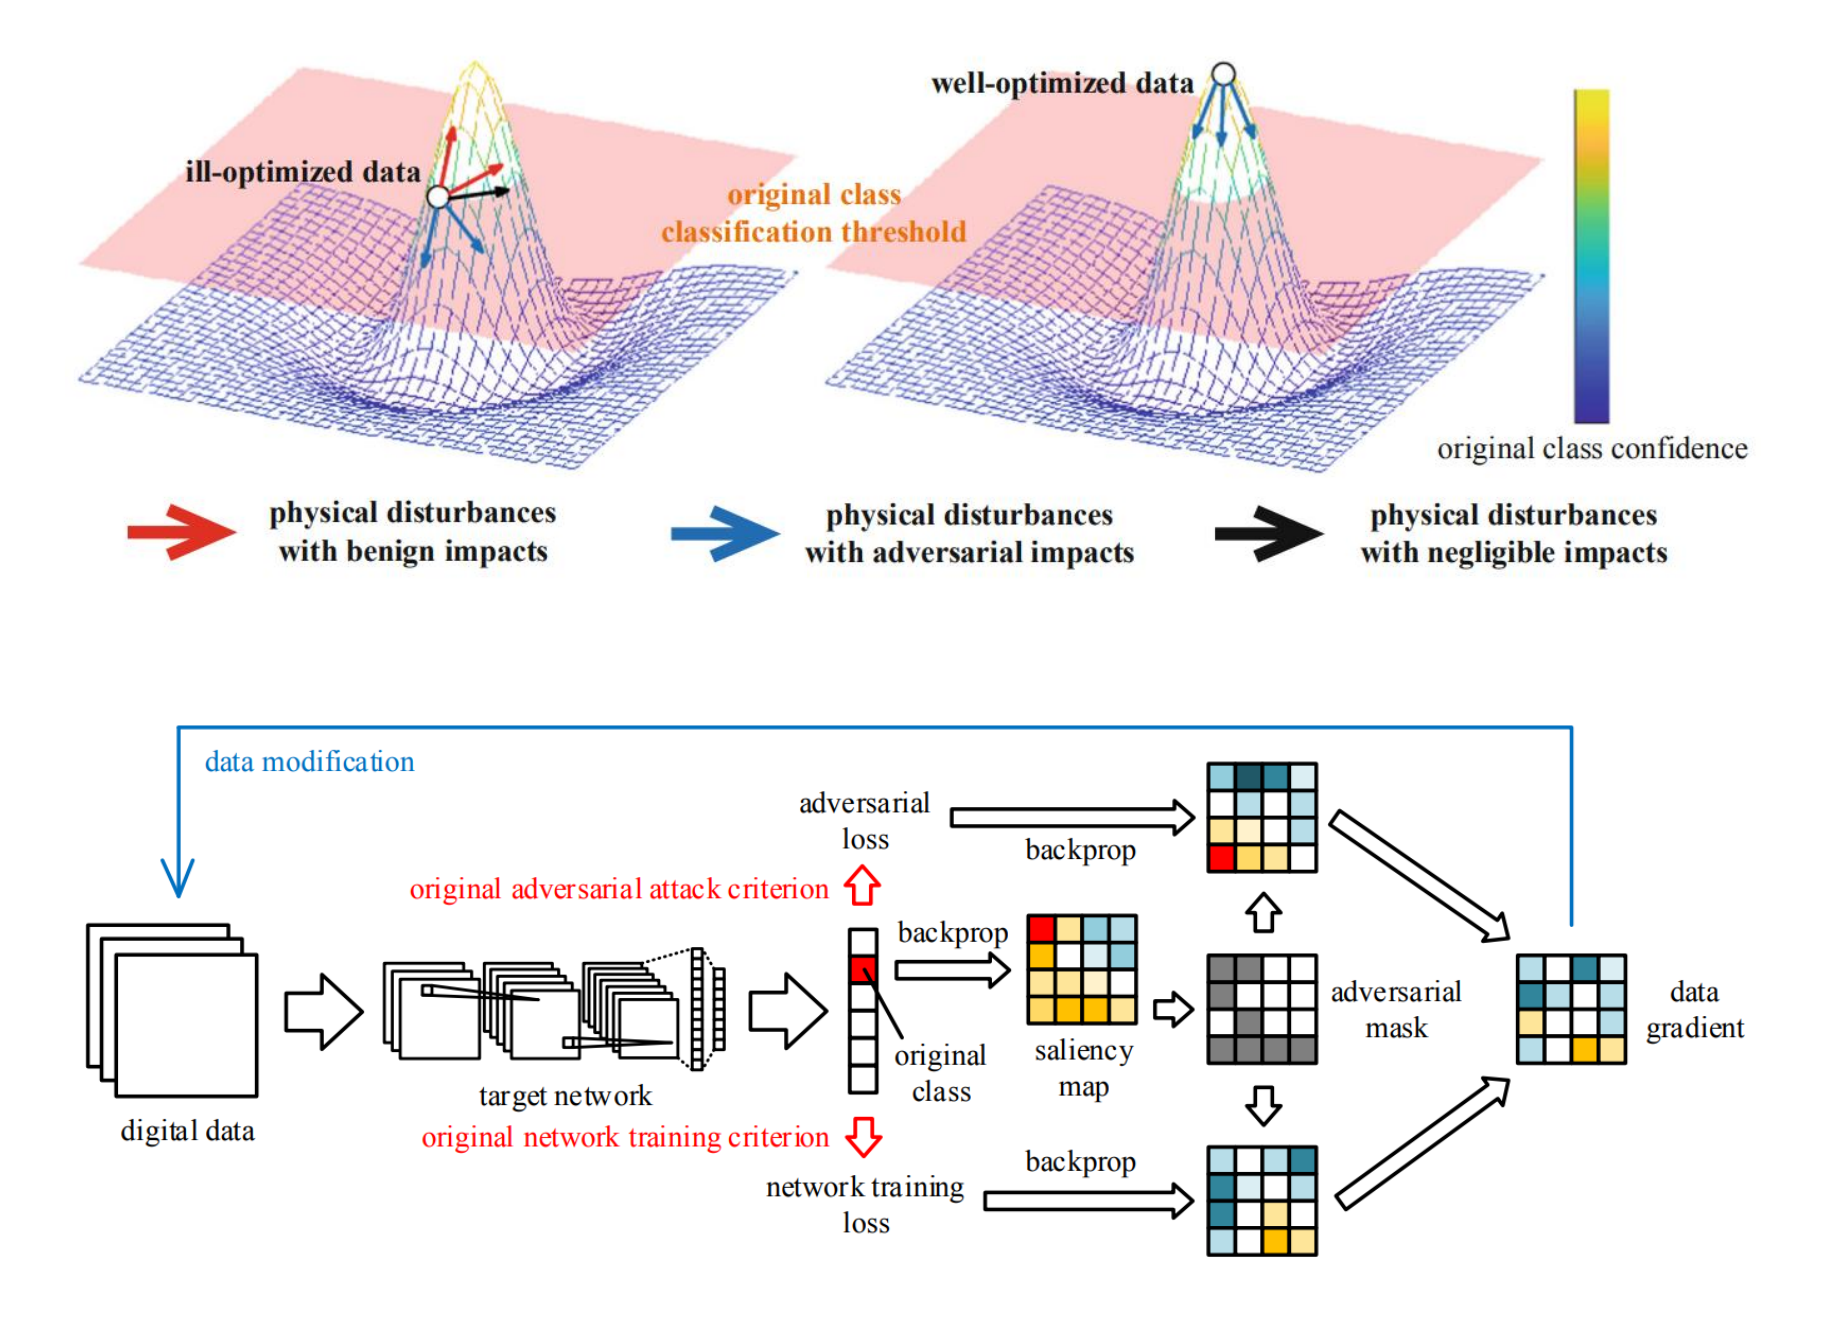 well-optimized data
ill-optimized data
original class
classification threshold
original class confidence
physical disturbances
with benign impacts
physical disturbances
with adversarial impacts
physical disturbances
with negligible impacts
data modification
adversarial
loss
backprop
original adversarial attack criterion
backprop
adversarial
mask
data
gradient
original
class
saliency
map
target network
digital data
original network training criterion
backprop
network training
loss